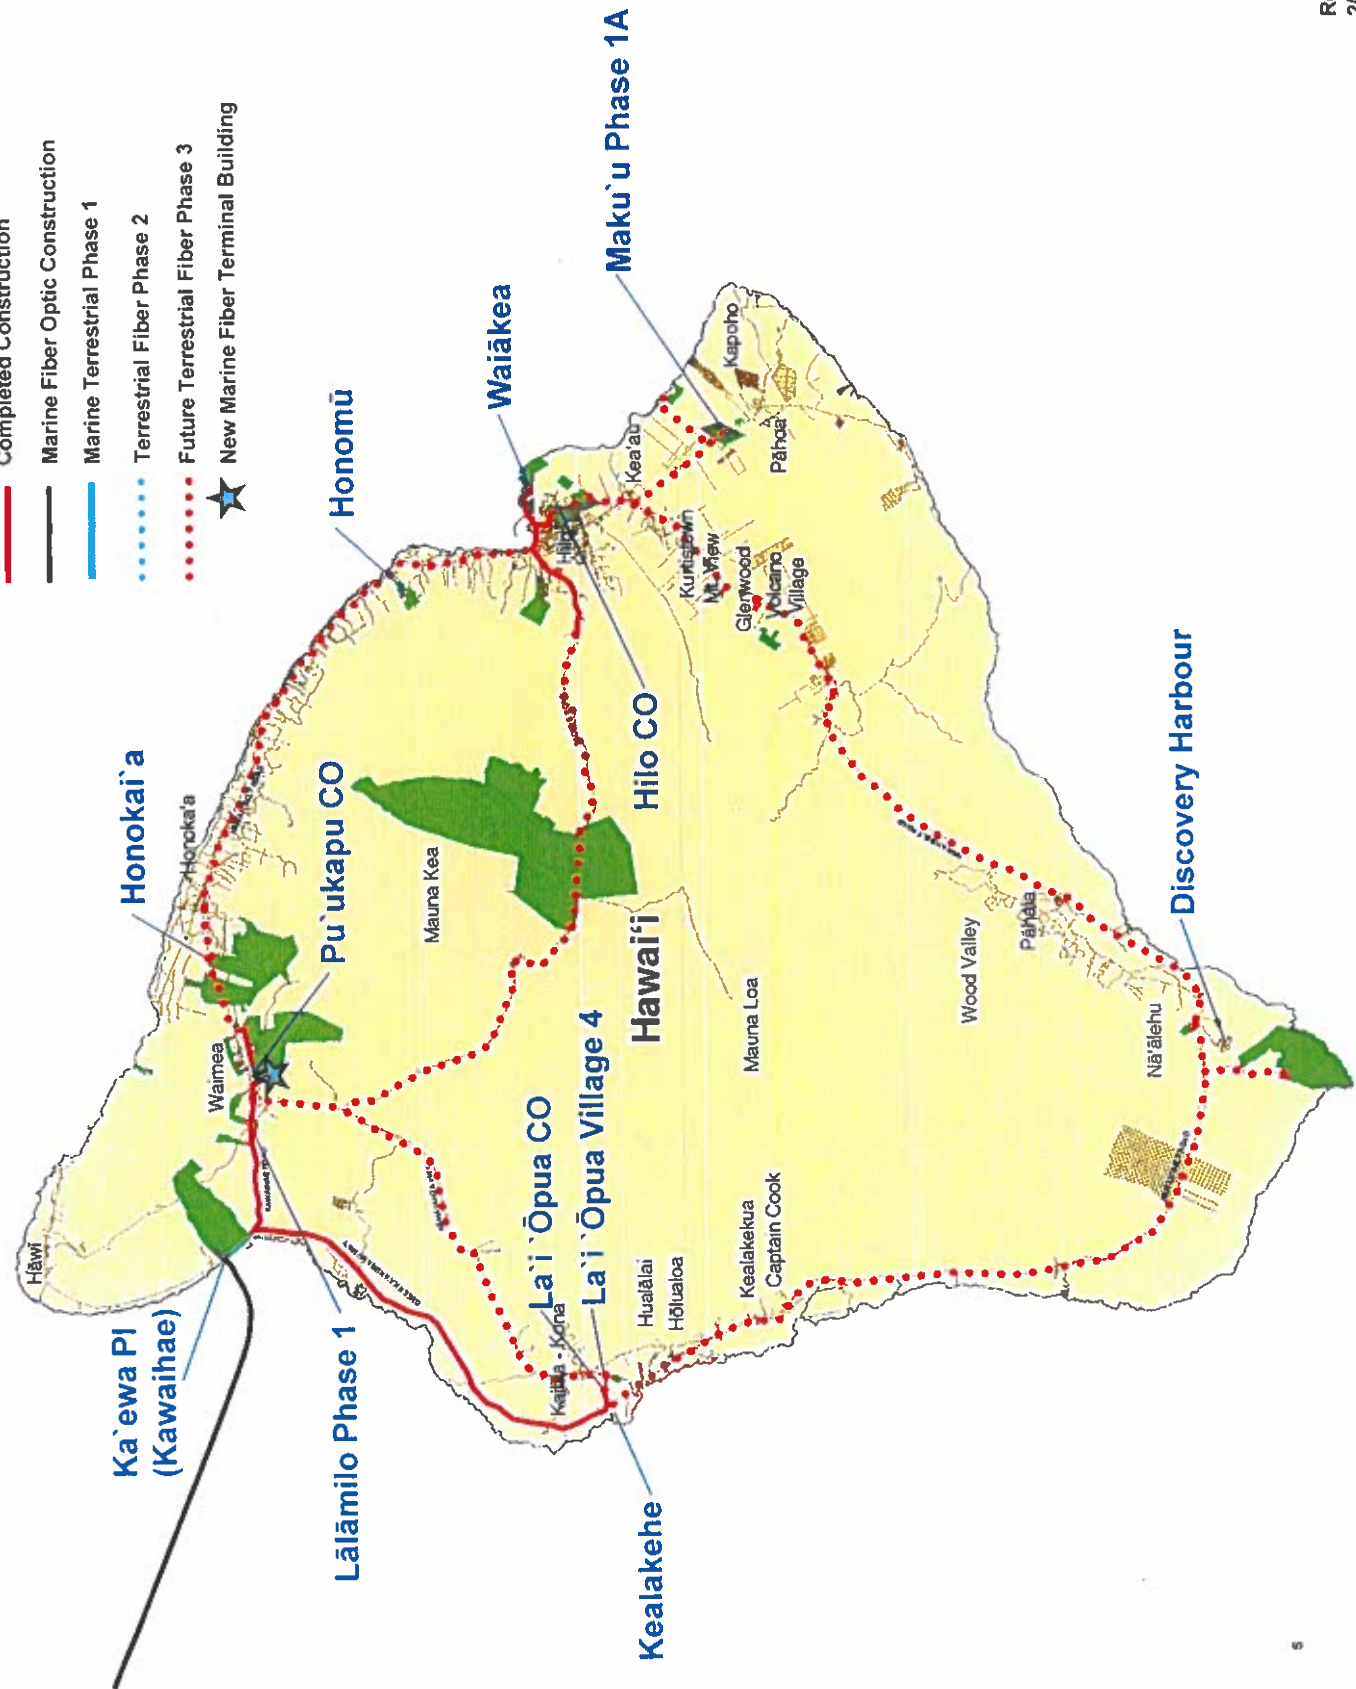 Completed Construction
Marine Fiber Optic Construction
Marine Terrestrial Phase 1
Terrestrial Fiber Phase 2
Future Terrestrial Fiber Phase 3
New Marine Fiber Terminal Building
Hāwī
Ka`ewa Pl
(Kawaihae)
Waimea
Honokai`a
Honoka'a
Pu`ukapu CO
Lālāmilo Phase 1
Honomū
Mauna Kea
Waiākea
Hilo
Hilo CO
La`i `Ōpua CO
La`i `Ōpua Village 4
Kailua - Kona
Kealakehe
Hawai‘i
Hualālai
Hōlualoa
Maku`u Phase 1A
Kea'au
Kurtistown
Mt. View
Glenwood
Volcano
Village
Kapoho
Pāhoa
Mauna Loa
Kealakekua
Captain Cook
Wood Valley
Pāhala
Nā'ālehu
Discovery Harbour
5